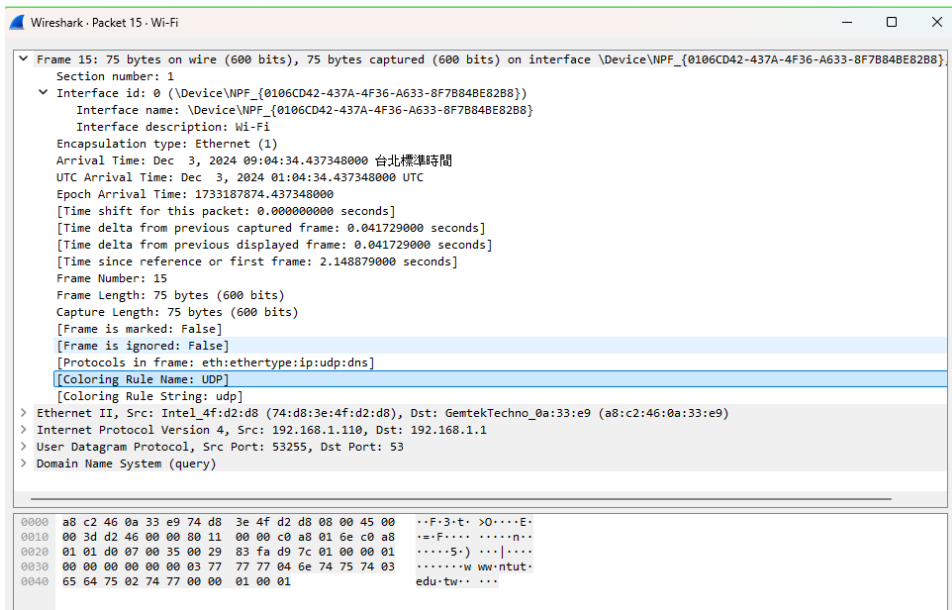 Wireshark · Packet 15 · Wi-Fi
Frame 15: 75 bytes on wire (600 bits), 75 bytes captured (600 bits) on interface \Device\NPF_{0106CD42-437A-4F36-A633-8F7B84BE82B8},
Section number: 1
Interface id: 0 (\Device\NPF_{0106CD42-437A-4F36-A633-8F7B84BE82B8})
Interface name: \Device\NPF_{0106CD42-437A-4F36-A633-8F7B84BE82B8}
Interface description: Wi-Fi
Encapsulation type: Ethernet (1)
Arrival Time: Dec  3, 2024 09:04:34.437348000 台北標準時間
UTC Arrival Time: Dec  3, 2024 01:04:34.437348000 UTC
Epoch Arrival Time: 1733187874.437348000
[Time shift for this packet: 0.000000000 seconds]
[Time delta from previous captured frame: 0.041729000 seconds]
[Time delta from previous displayed frame: 0.041729000 seconds]
[Time since reference or first frame: 2.148879000 seconds]
Frame Number: 15
Frame Length: 75 bytes (600 bits)
Capture Length: 75 bytes (600 bits)
[Frame is marked: False]
[Frame is ignored: False]
[Protocols in frame: eth:ethertype:ip:udp:dns]
[Coloring Rule Name: UDP]
[Coloring Rule String: udp]
Ethernet II, Src: Intel_4f:d2:d8 (74:d8:3e:4f:d2:d8), Dst: GemtekTechno_0a:33:e9 (a8:c2:46:0a:33:e9)
Internet Protocol Version 4, Src: 192.168.1.110, Dst: 192.168.1.1
User Datagram Protocol, Src Port: 53255, Dst Port: 53
Domain Name System (query)
0000 a8 c2 46 0a 33 e9 74 d8 3e 4f d2 d8 08 00 45 00 ··F·3·t· >O····E·
0010 00 3d d2 46 00 00 80 11 00 00 c0 a8 01 6e c0 a8 ·=·F···· ·····n··
0020 01 01 d0 07 00 35 00 29 83 fa d9 7c 01 00 00 01 ·····5·) ···|····
0030 00 00 00 00 00 00 03 77 77 77 04 6e 74 75 74 03 ·······w ww·ntut·
0040 65 64 75 02 74 77 00 00 01 00 01 edu·tw·· ···